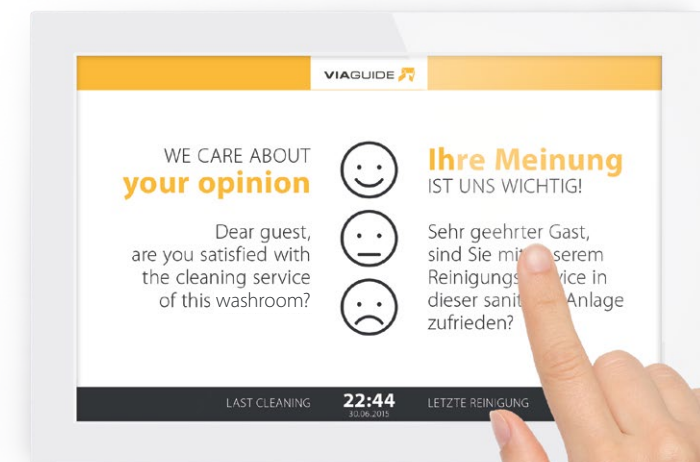 VIAGUIDE
WE CARE ABOUT
your opinion
Dear guest,
are you satisfied with
the cleaning service
of this washroom?
Ihre Meinung
IST UNS WICHTIG!
Sehr geehrter Gast,
sind Sie mit
in
dieser Anlage
zufrieden?
LAST CLEANING
22:44
30.06.2015
LETZTE REINIGUNG